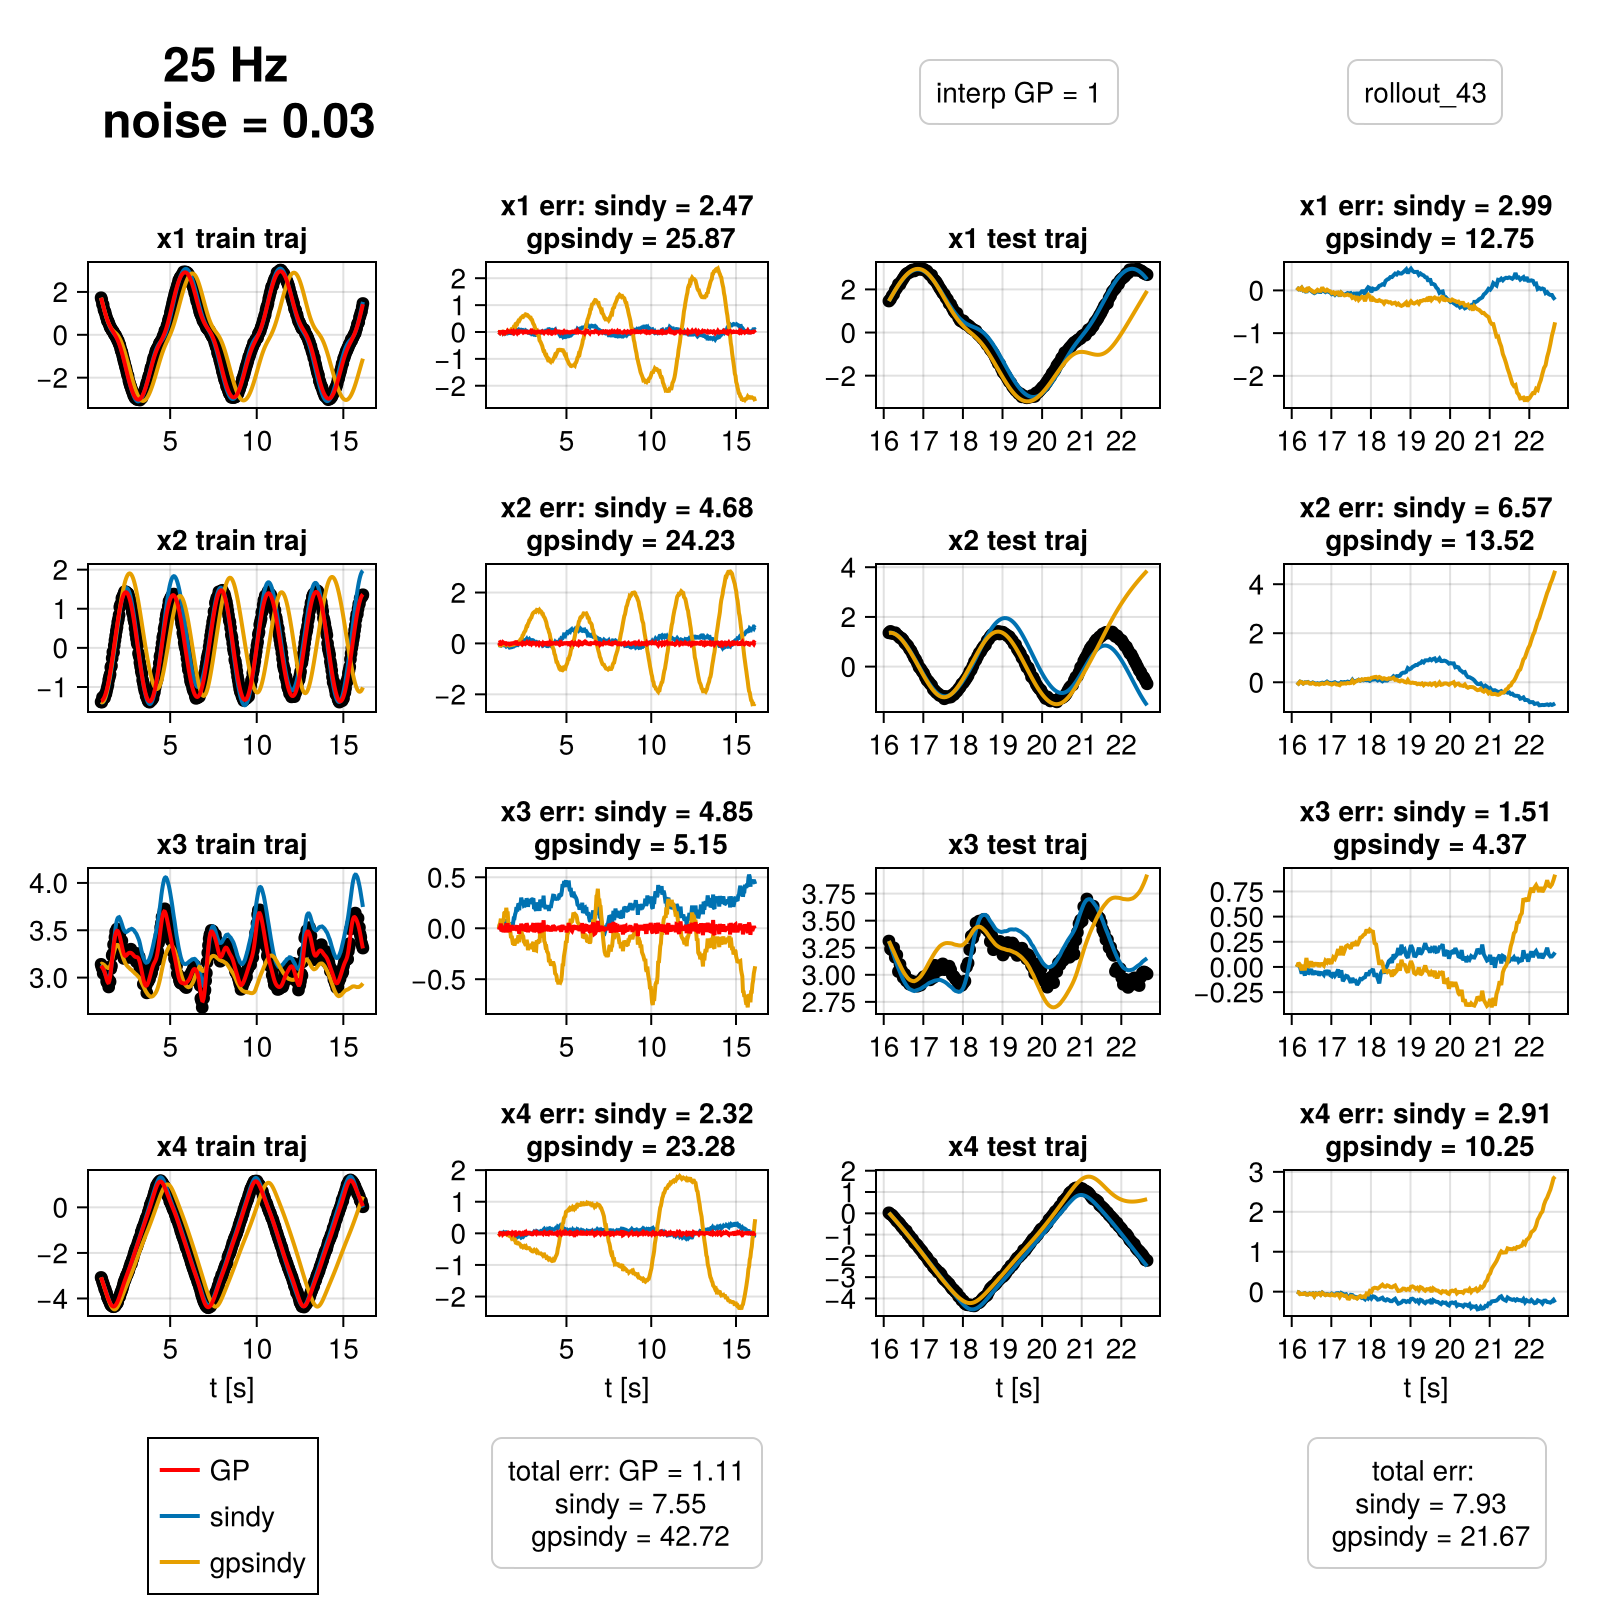 25 Hz
noise = 0.03
interp GP = 1
rollout_43
x1 train traj
2
0
−2
5
10
15
x1 err: sindy = 2.47
gpsindy = 25.87
2
1
0
−1
−2
5
10
15
x1 test traj
2
0
−2
16 17 18 19 20 21 22
x1 err: sindy = 2.99
gpsindy = 12.75
0
−1
−2
16 17 18 19 20 21 22
x2 train traj
2
1
0
−1
5
10
15
x2 err: sindy = 4.68
gpsindy = 24.23
2
0
−2
5
10
15
x2 test traj
4
2
0
16 17 18 19 20 21 22
x2 err: sindy = 6.57
gpsindy = 13.52
4
2
0
16 17 18 19 20 21 22
x3 train traj
4.0
3.5
3.0
5
10
15
x3 err: sindy = 4.85
gpsindy = 5.15
0.5
0.0
−0.5
5
10
15
x3 test traj
3.75
3.50
3.25
3.00
2.75
16 17 18 19 20 21 22
x3 err: sindy = 1.51
gpsindy = 4.37
0.75
0.50
0.25
0.00
−0.25
16 17 18 19 20 21 22
x4 train traj
0
−2
−4
5
10
15
t [s]
x4 err: sindy = 2.32
gpsindy = 23.28
2
1
0
−1
−2
5
10
15
t [s]
x4 test traj
2
1
0
−1
−2
−3
−4
16 17 18 19 20 21 22
t [s]
x4 err: sindy = 2.91
gpsindy = 10.25
3
2
1
0
16 17 18 19 20 21 22
t [s]
GP
sindy
gpsindy
total err: GP = 1.11
sindy = 7.55
gpsindy = 42.72
total err:
sindy = 7.93
gpsindy = 21.67